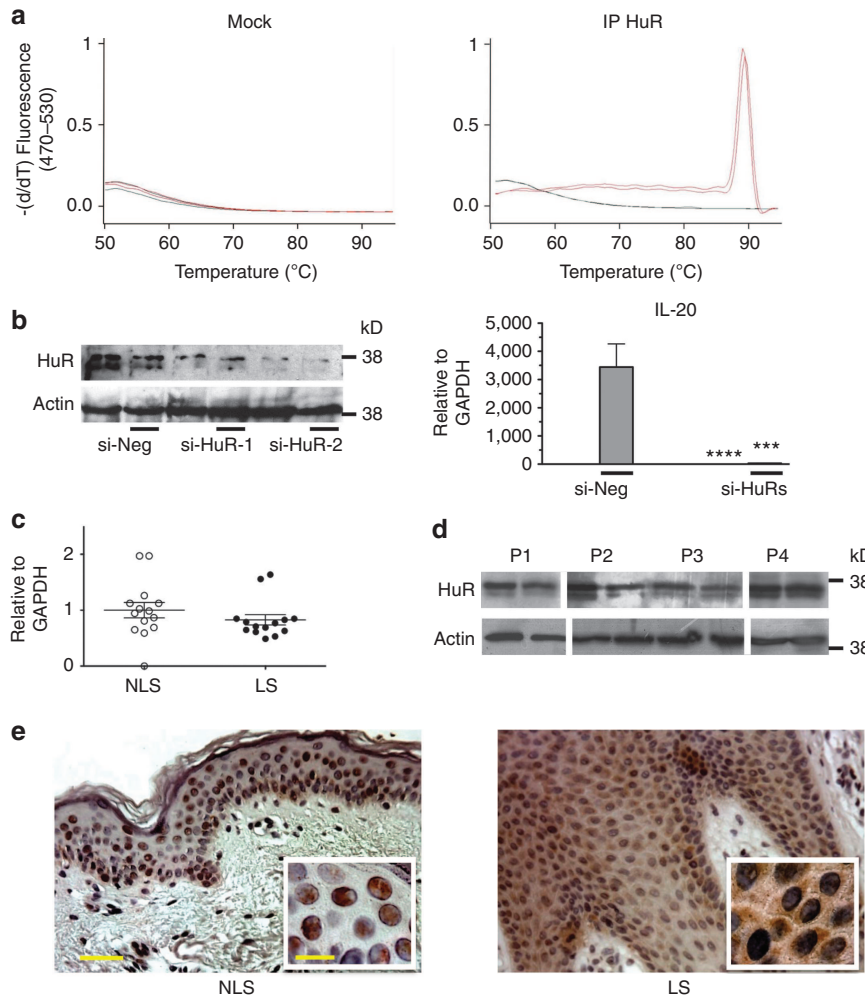 a
Mock
IP HuR
-(d/dT) Fluorescence
(470–530)
1
0.5
0.0
50 60 70 80 90
Temperature (°C)
1
0.5
0.0
50 60 70 80 90
Temperature (°C)
b
kD
HuR
38
Actin
38
si-Neg si-HuR-1 si-HuR-2
IL-20
Relative to
GAPDH
5,000
4,000
3,000
2,000
1,000
0
**** ***
si-Neg si-HuRs
c
Relative to
GAPDH
2
1
0
NLS LS
d
P1 P2 P3 P4 kD
HuR
38
Actin
38
e
NLS LS